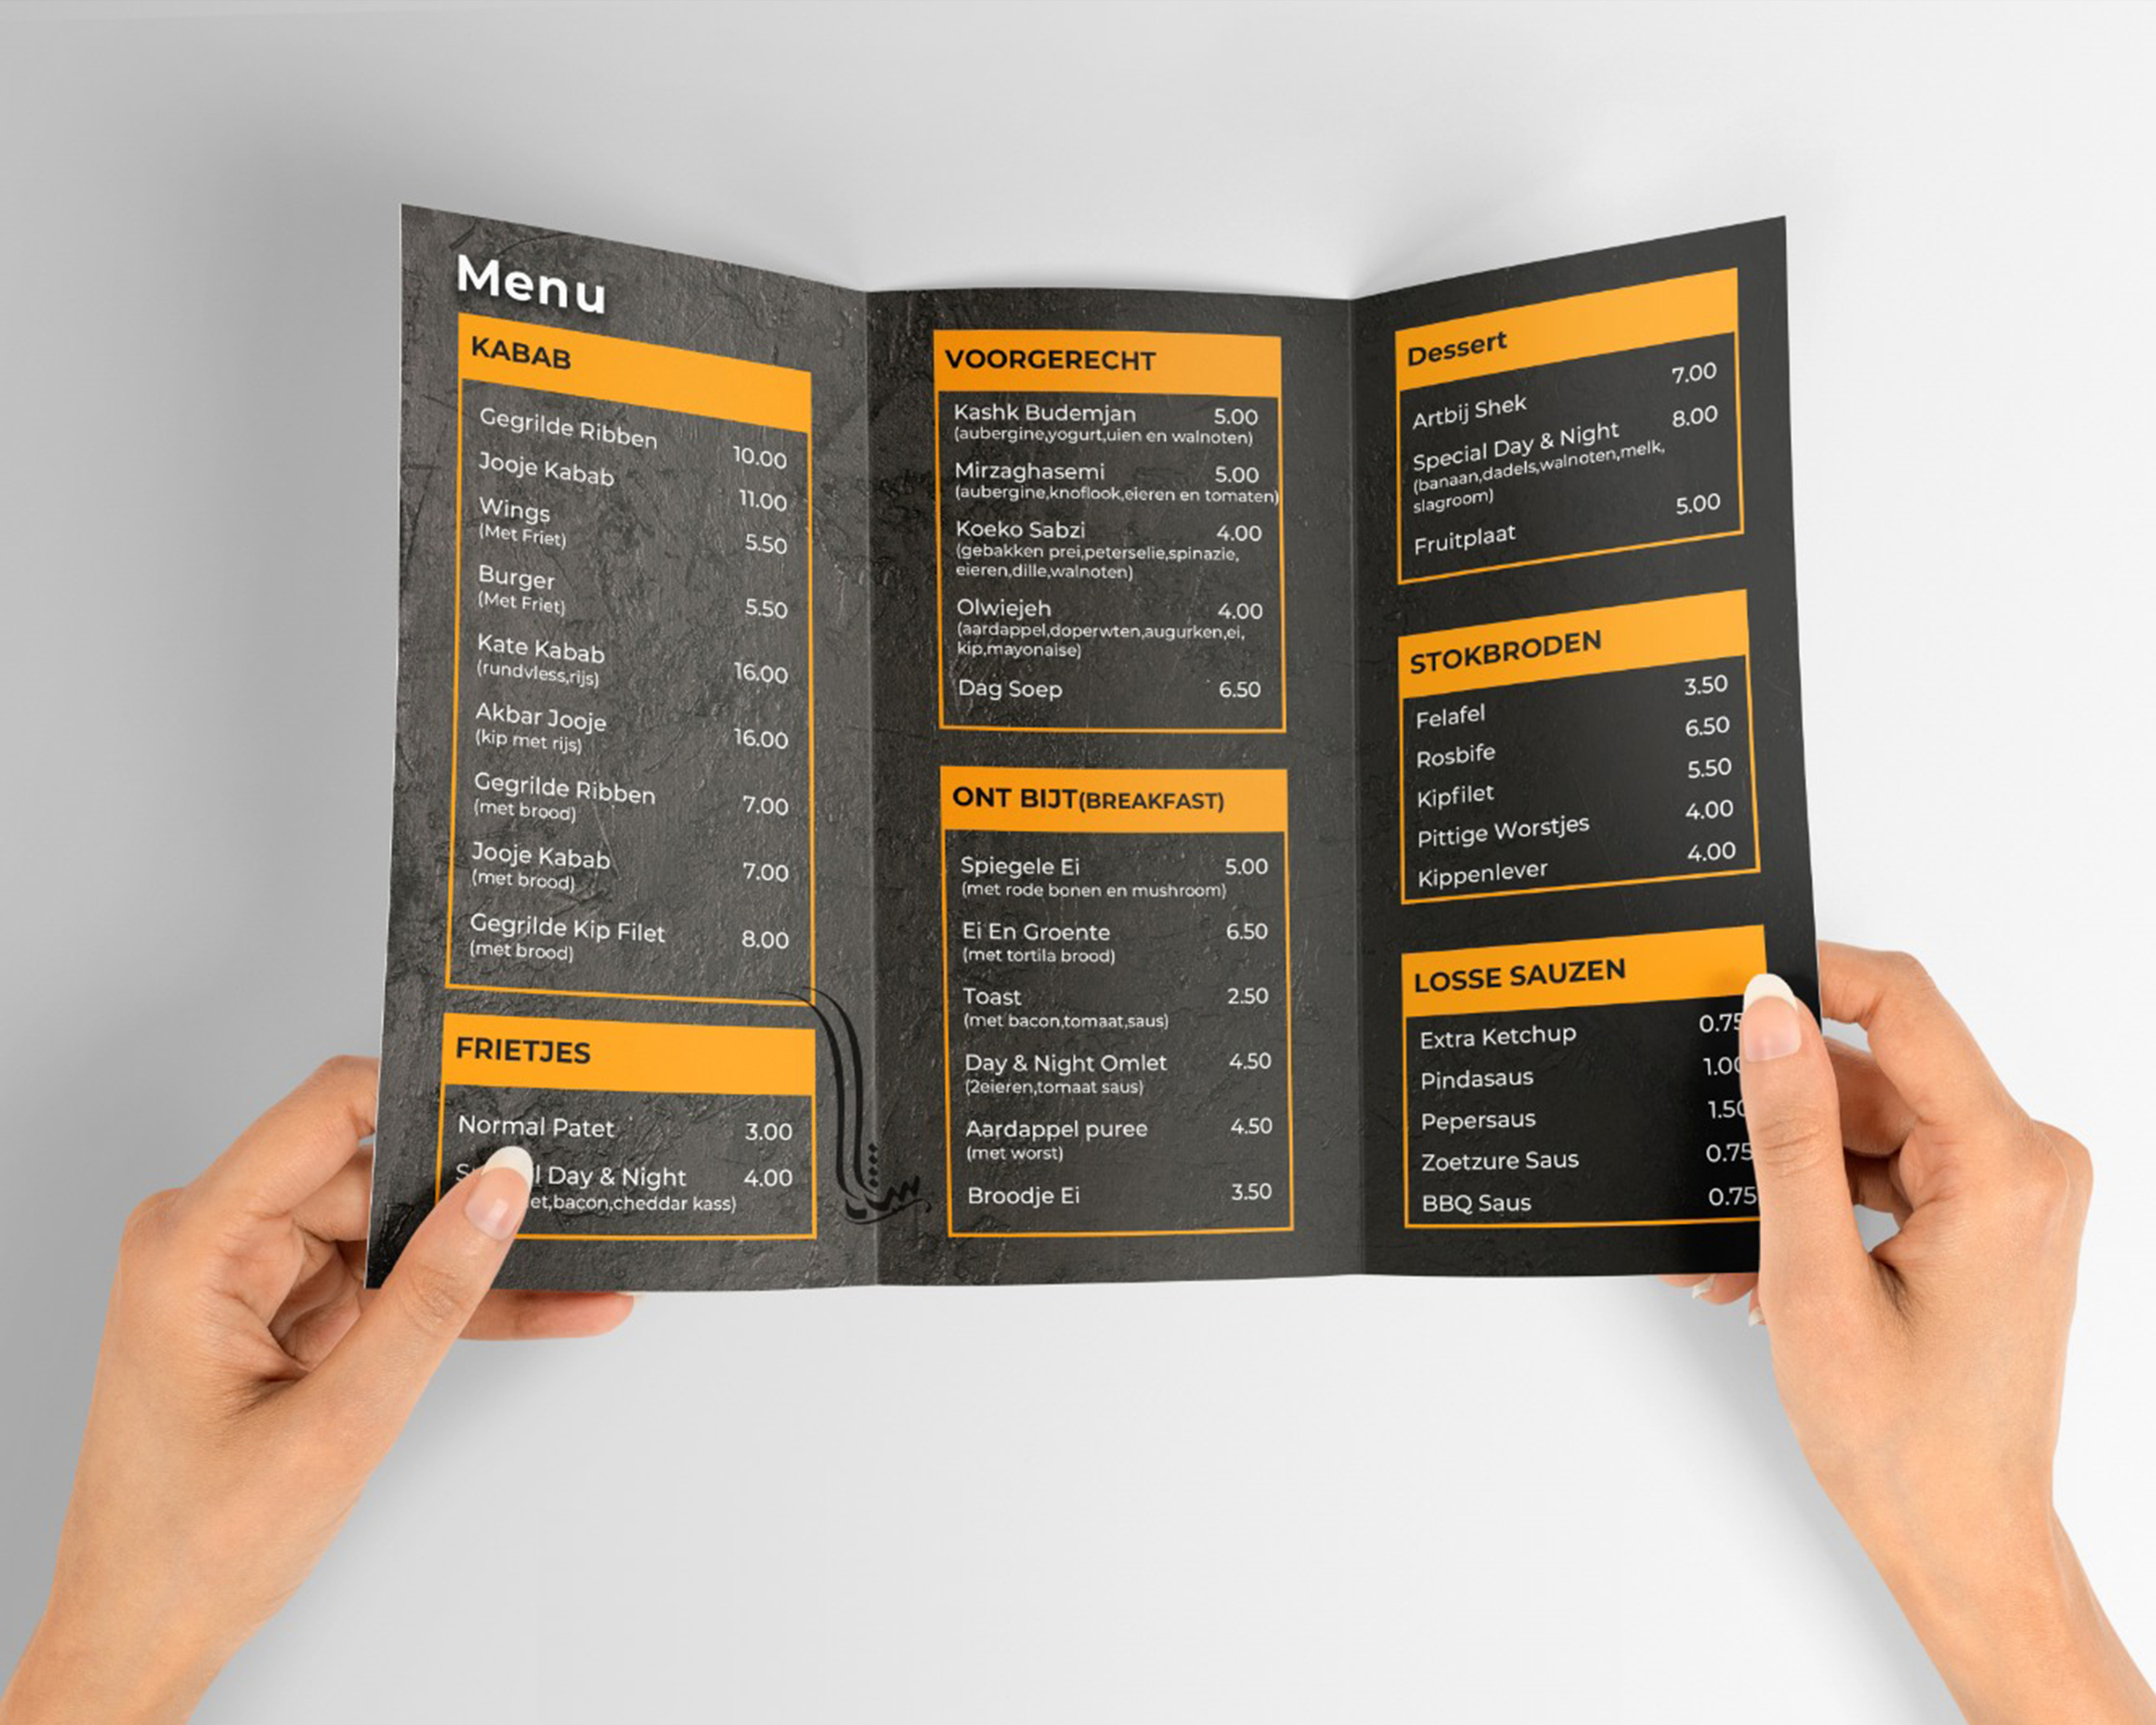 Menu
KABAB
Gegrilde Ribben 10.00
Jooje Kabab 11.00
Wings 5.50
(Met Friet)
Burger 5.50
(Met Friet)
Kate Kabab 16.00
(rundvless,rijs)
Akbar Jooje 16.00
(kip met rijs)
Gegrilde Ribben 7.00
(met brood)
Jooje Kabab 7.00
(met brood)
Gegrilde Kip Filet 8.00
(met brood)
FRIETJES
Normal Patet 3.00
Day & Night 4.00
bacon,cheddar kass)
VOORGERECHT
Kashk Budemjan 5.00
(aubergine,yogurt,uien en walnoten)
Mirzaghasemi 5.00
(aubergine,knoflook,eieren en tomaten)
Koeko Sabzi 4.00
(gebakken prei,peterselie,spinazie,
eieren,dille,walnoten)
Olwiejeh 4.00
(aardappel,doperwten,augurken,ei,
kip,mayonaise)
Dag Soep 6.50
ONT BIJT(BREAKFAST)
Spiegele Ei 5.00
(met rode bonen en mushroom)
Ei En Groente 6.50
(met tortila brood)
Toast 2.50
(met bacon,tomaat,saus)
Day & Night Omlet 4.50
(2eieren,tomaat saus)
Aardappel puree 4.50
(met worst)
Broodje Ei 3.50
Dessert
Artbij Shek 7.00
Special Day & Night 8.00
(banaan,dadels,walnoten,melk,
slagroom)
Fruitplaat 5.00
STOKBRODEN
Felafel 3.50
Rosbife 6.50
Kipfilet 5.50
Pittige Worstjes 4.00
Kippenlever 4.00
LOSSE SAUZEN
Extra Ketchup 0.75
Pindasaus 1.00
Pepersaus 1.50
Zoetzure Saus 0.75
BBQ Saus 0.75